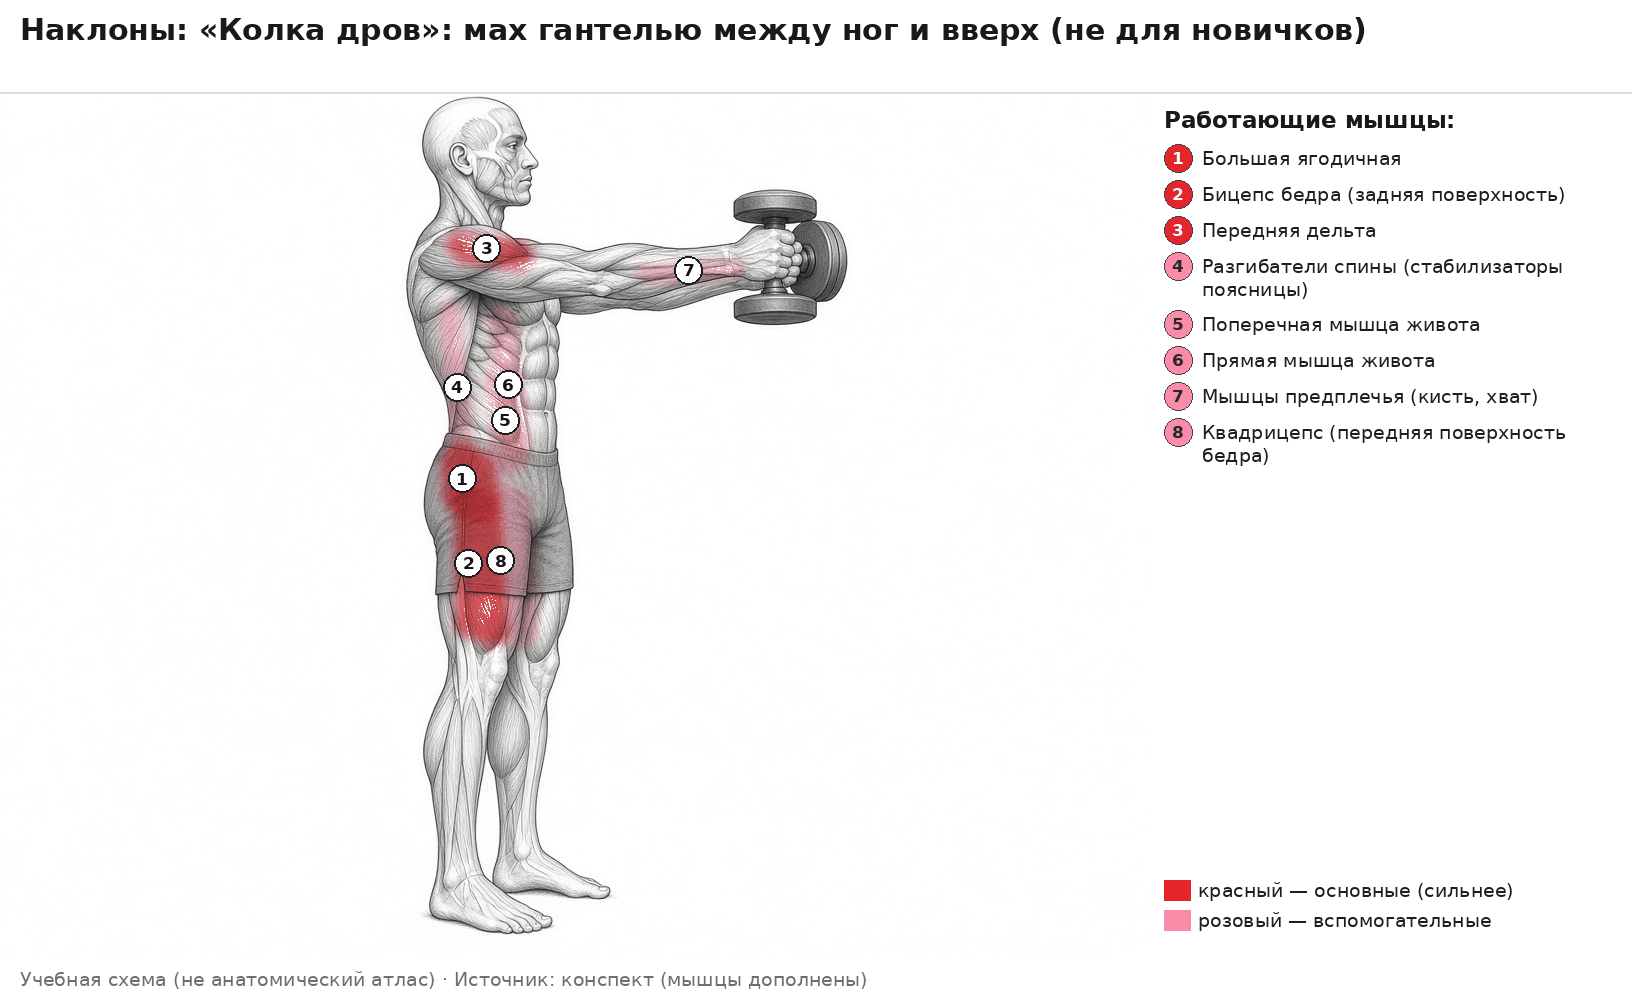 Наклоны: «Колка дров»: мах гантелью между ног и вверх (не для новичков)
Работающие мышцы:
1 Большая ягодичная
2 Бицепс бедра (задняя поверхность)
3 Передняя дельта
4 Разгибатели спины (стабилизаторы
поясницы)
5 Поперечная мышца живота
6 Прямая мышца живота
7 Мышцы предплечья (кисть, хват)
8 Квадрицепс (передняя поверхность
бедра)
3
7
4
6
5
1
2
8
красный — основные (сильнее)
розовый — вспомогательные
Учебная схема (не анатомический атлас) · Источник: конспект (мышцы дополнены)